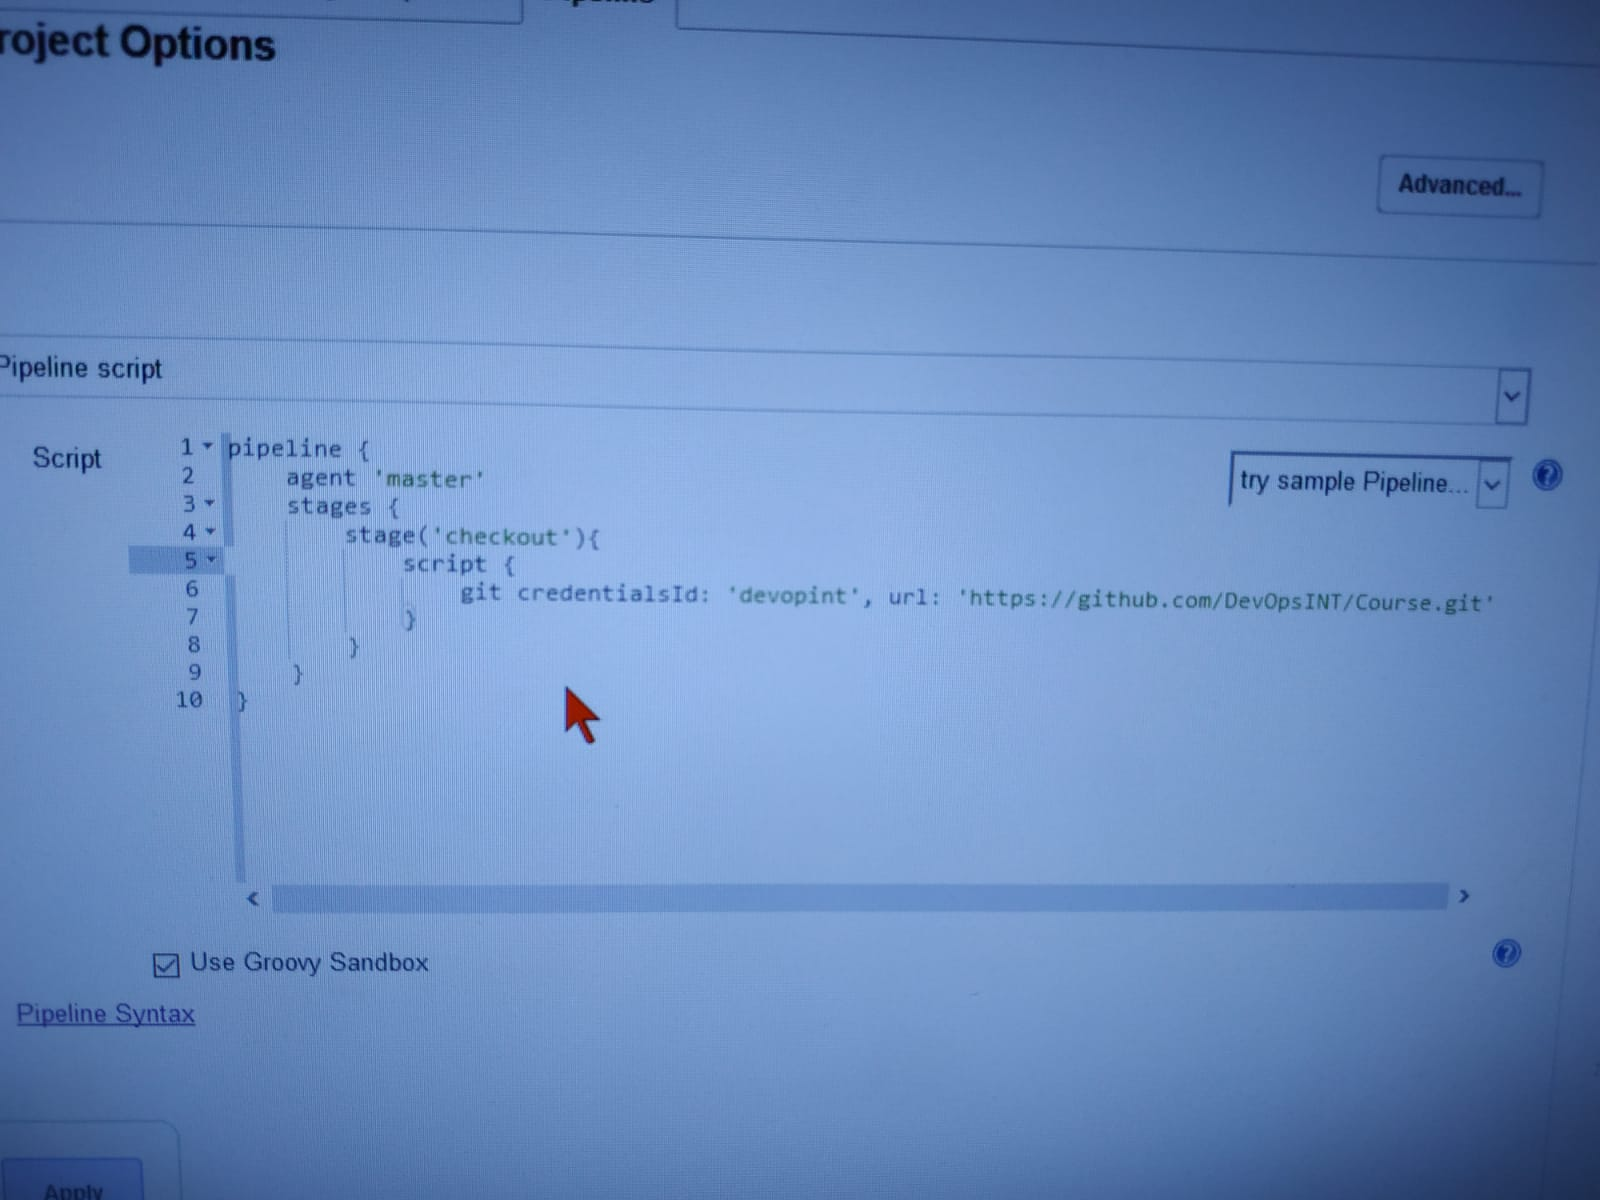 roject Options
Advanced...
Pipeline script
Script
try sample Pipeline...
1 pipeline {
2 agent 'master'
3 stages {
4 stage('checkout'){
5 script {
6 git credentialsId: 'devopint', url: 'https://github.com/DevOpsINT/Course.git'
7 }
8 }
9 }
10 }
Use Groovy Sandbox
Pipeline Syntax
Apply